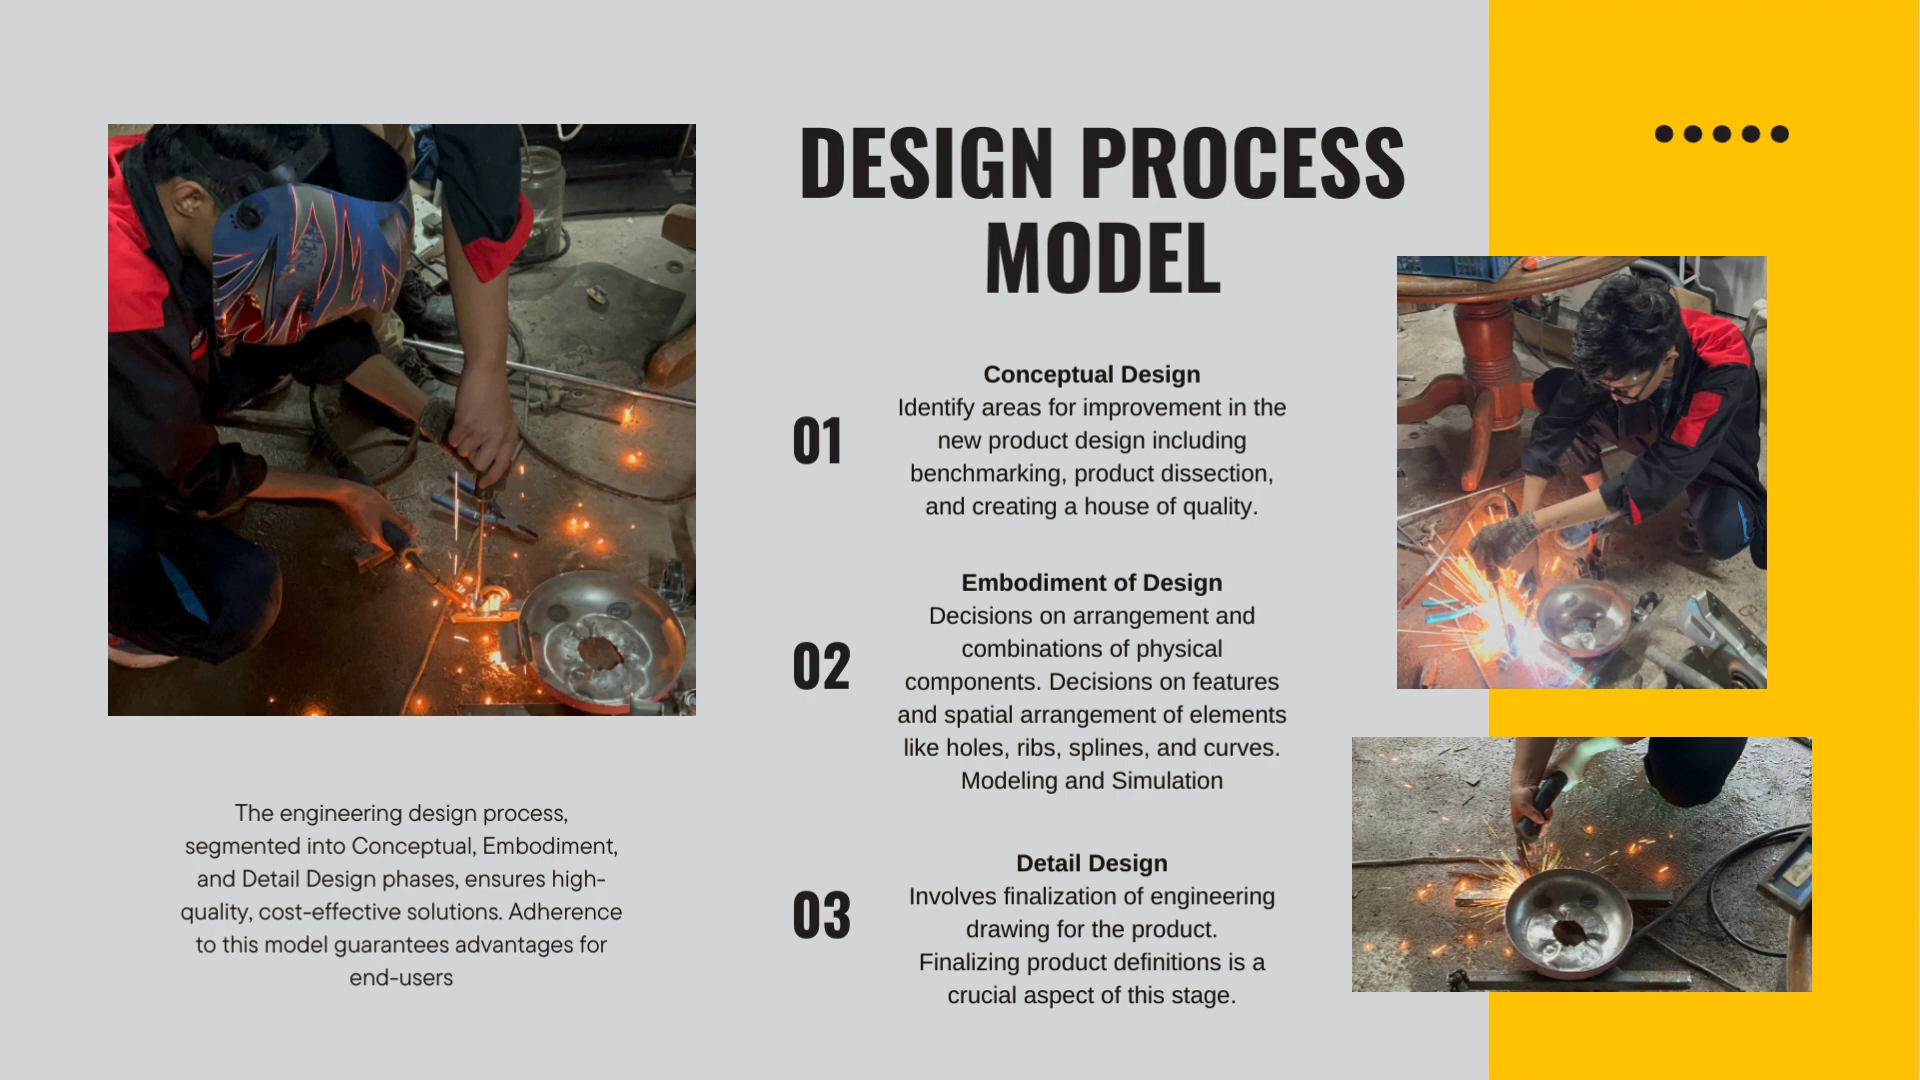 DESIGN PROCESS
MODEL
01
Conceptual Design
Identify areas for improvement in the
new product design including
benchmarking, product dissection,
and creating a house of quality.
02
Embodiment of Design
Decisions on arrangement and
combinations of physical
components. Decisions on features
and spatial arrangement of elements
like holes, ribs, splines, and curves.
Modeling and Simulation
03
Detail Design
Involves finalization of engineering
drawing for the product.
Finalizing product definitions is a
crucial aspect of this stage.
The engineering design process,
segmented into Conceptual, Embodiment,
and Detail Design phases, ensures high-
quality, cost-effective solutions. Adherence
to this model guarantees advantages for
end-users